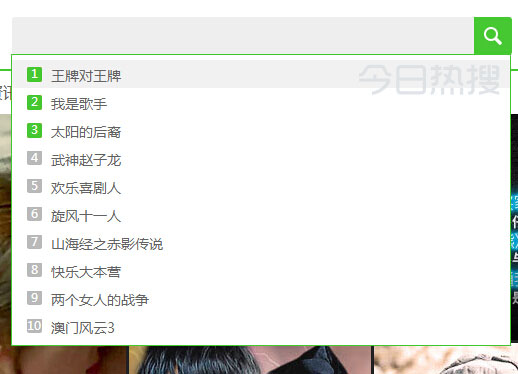 今日热搜
1 王牌对王牌
2 我是歌手
3 太阳的后裔
4 武神赵子龙
5 欢乐喜剧人
6 旋风十一人
7 山海经之赤影传说
8 快乐大本营
9 两个女人的战争
10 澳门风云3